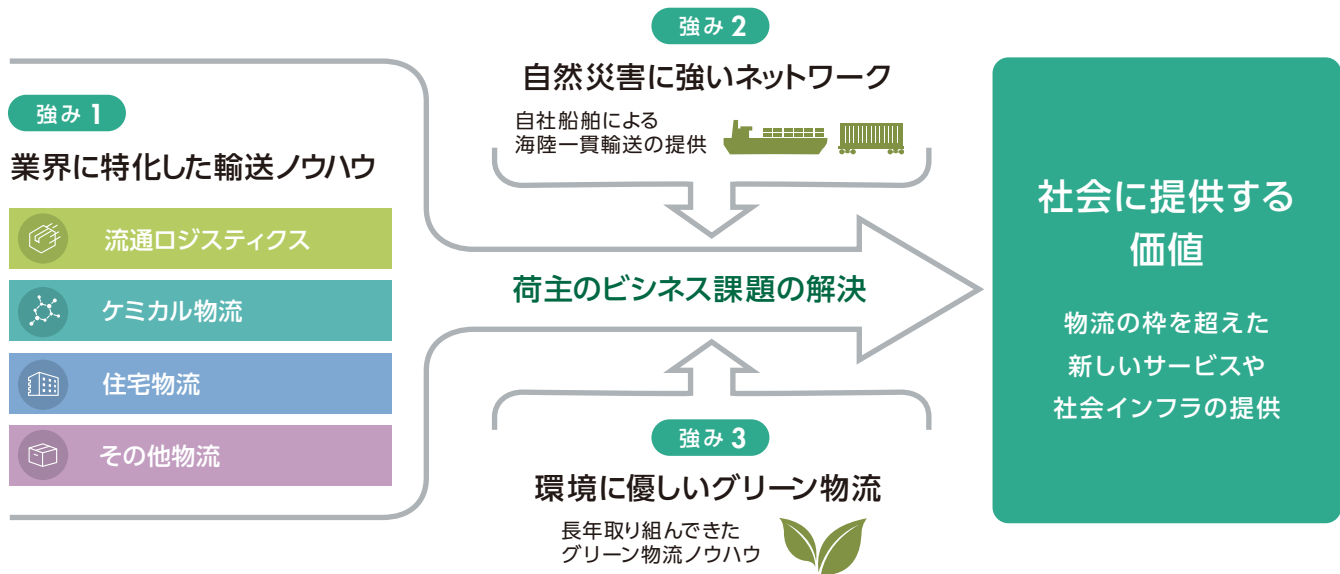 強み 1
業界に特化した輸送ノウハウ
流通ロジスティクス
ケミカル物流
住宅物流
その他物流
強み 2
自然災害に強いネットワーク
自社船舶による
海陸一貫輸送の提供
荷主のビシネス課題の解決
強み 3
環境に優しいグリーン物流
長年取り組んできた
グリーン物流ノウハウ
社会に提供する
価値
物流の枠を超えた
新しいサービスや
社会インフラの提供